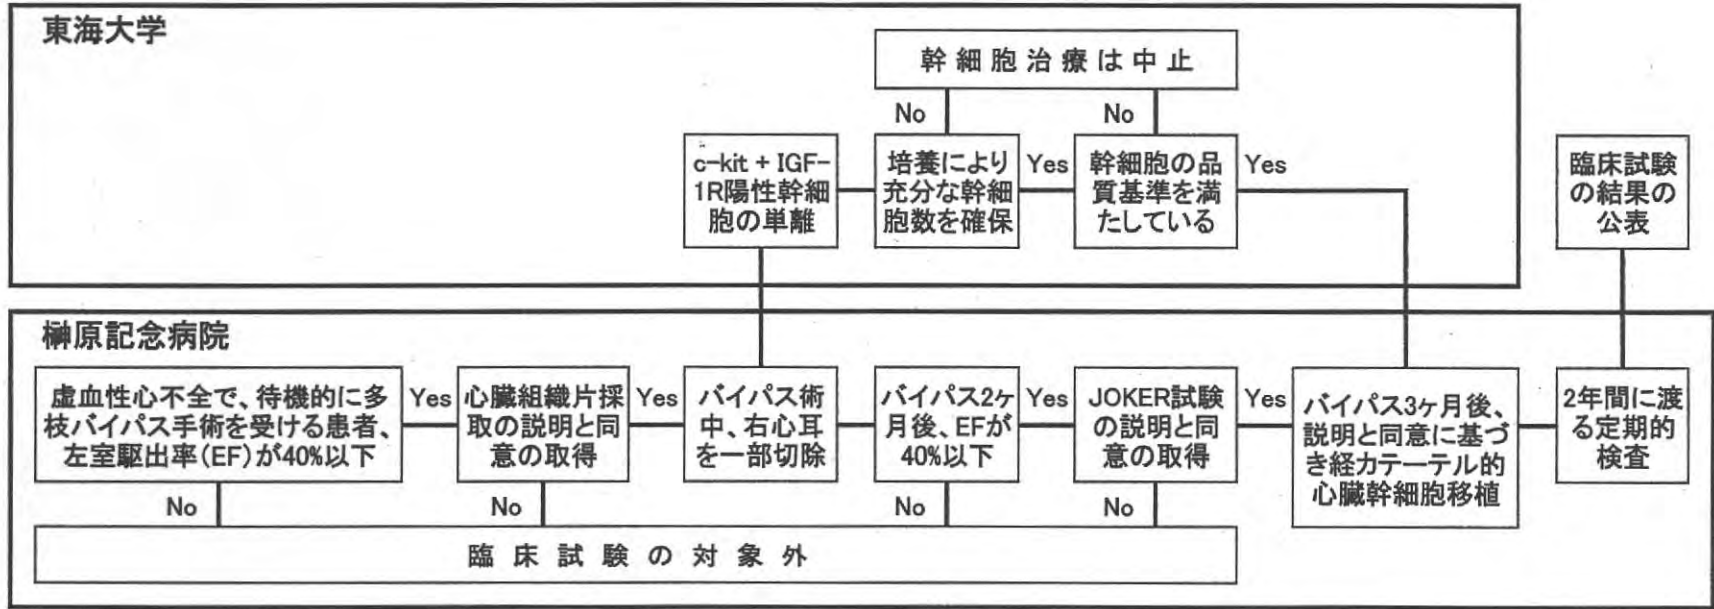 東海大学
幹細胞治療は中止
No
No
c-kit + IGF-
1R陽性幹細
胞の単離
培養により
充分な幹細
胞数を確保
Yes
幹細胞の品
質基準を満
たしている
Yes
臨床試験
の結果の
公表
榊原記念病院
虚血性心不全で、待機的に多
枝バイパス手術を受ける患者、
左室駆出率(EF)が40%以下
Yes
心臓組織片採
取の説明と同
意の取得
Yes
バイパス術
中、右心耳
を一部切除
バイパス2ヶ
月後、EFが
40%以下
Yes
JOKER試験
の説明と同
意の取得
Yes
バイパス3ヶ月後、
説明と同意に基づ
き経カテーテル的
心臓幹細胞移植
2年間に渡
る定期的
検査
No
No
No
No
臨床試験の対象外